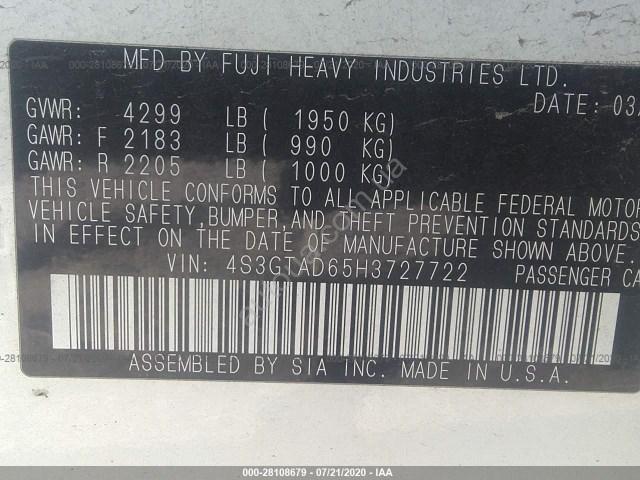 MFD BY FUJI HEAVY INDUSTRIES LTD.
GVWR: 4299 LB ( 1950 KG) DATE: 03
GAWR: F 2183 LB ( 990 KG)
GAWR: R 2205 LB ( 1000 KG)
THIS VEHICLE CONFORMS TO ALL APPLICABLE FEDERAL MOTOR
VEHICLE SAFETY,BUMPER,AND THEFT PREVENTION STANDARDS
IN EFFECT ON THE DATE OF MANUFACTURE SHOWN ABOVE.
VIN: 4S3GTAD65H3727722 PASSENGER CA
ASSEMBLED BY SIA INC. MADE IN U.S.A.
000-28108679 - 07/21/2020 - IAA